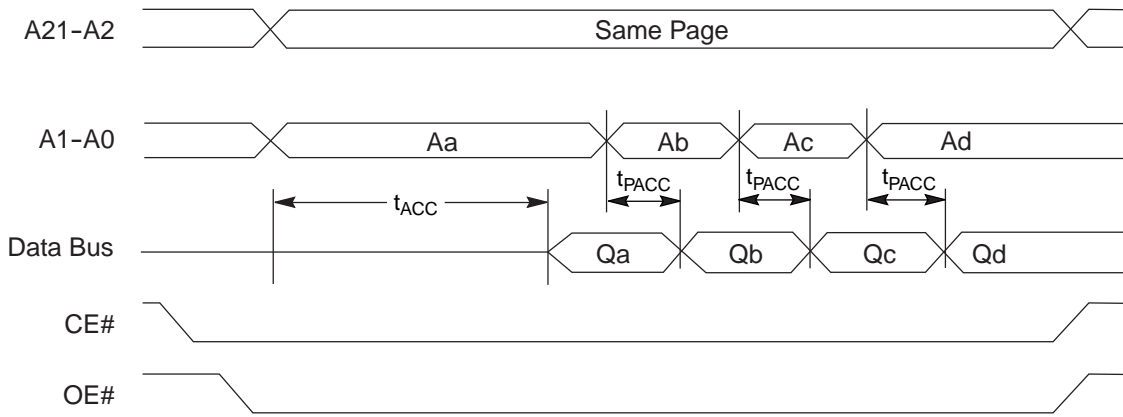 A21–A2 Same Page
A1–A0 Aa Ab Ac Ad
tACC tPACC tPACC tPACC
Data Bus Qa Qb Qc Qd
CE#
OE#